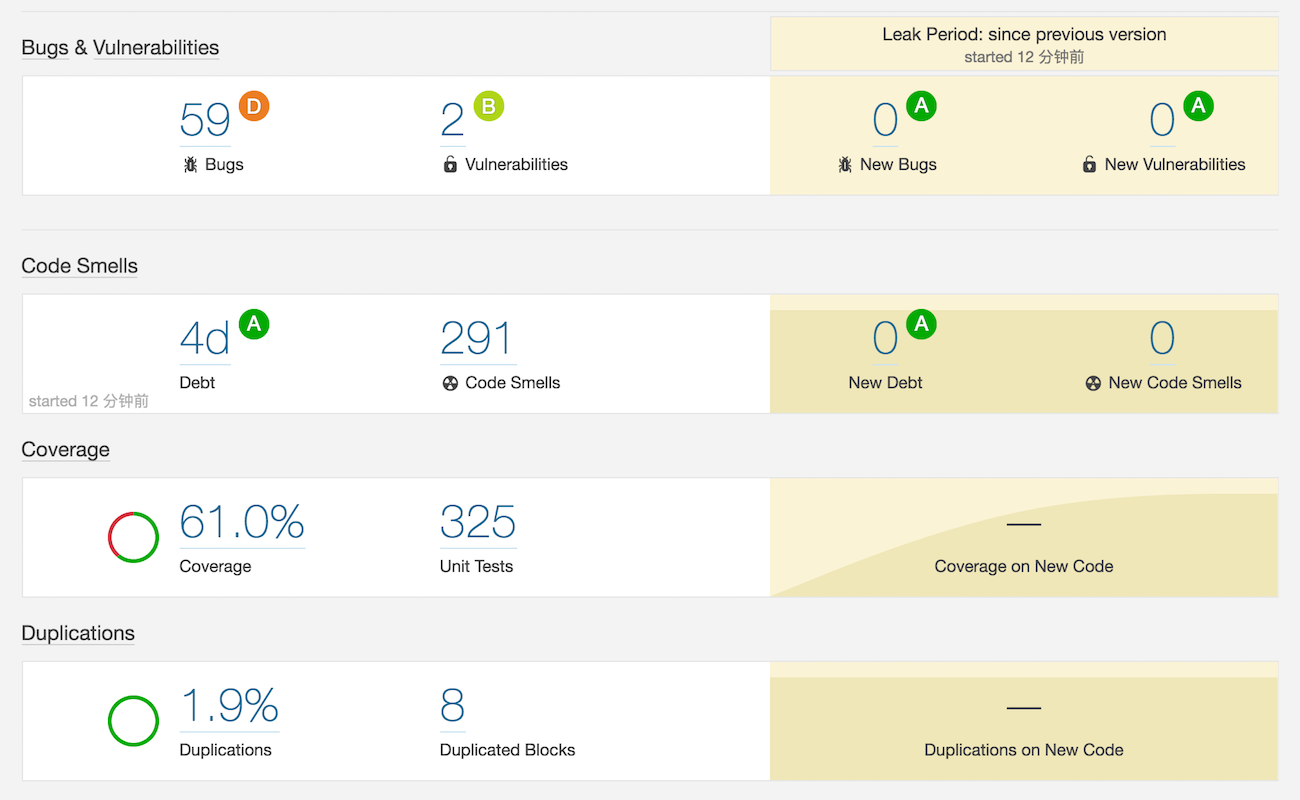 Bugs & Vulnerabilities
Leak Period: since previous version
started 12 分钟前
59 D
Bugs
2 B
Vulnerabilities
0 A
New Bugs
0 A
New Vulnerabilities
Code Smells
4d A
Debt
291
Code Smells
0 A
New Debt
0
New Code Smells
started 12 分钟前
Coverage
61.0%
Coverage
325
Unit Tests
—
Coverage on New Code
Duplications
1.9%
Duplications
8
Duplicated Blocks
—
Duplications on New Code